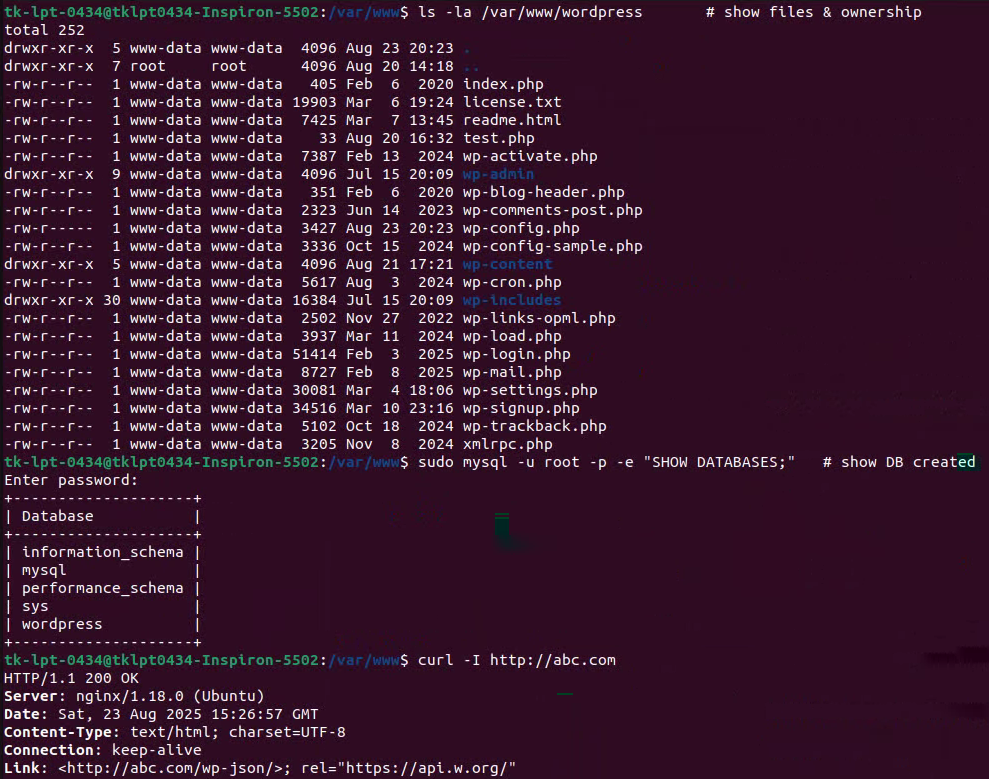 tk-lpt-0434@tklpt0434-Inspiron-5502:/var/www$ ls -la /var/www/wordpress       # show files & ownership
total 252
drwxr-xr-x  5 www-data www-data  4096 Aug 23 20:23 .
drwxr-xr-x  7 root     root      4096 Aug 20 14:18 ..
-rw-r--r--  1 www-data www-data   405 Feb  6  2020 index.php
-rw-r--r--  1 www-data www-data 19903 Mar  6 19:24 license.txt
-rw-r--r--  1 www-data www-data  7425 Mar  7 13:45 readme.html
-rw-r--r--  1 www-data www-data    33 Aug 20 16:32 test.php
-rw-r--r--  1 www-data www-data  7387 Feb 13  2024 wp-activate.php
drwxr-xr-x  9 www-data www-data  4096 Jul 15 20:09 wp-admin
-rw-r--r--  1 www-data www-data   351 Feb  6  2020 wp-blog-header.php
-rw-r--r--  1 www-data www-data  2323 Jun 14  2023 wp-comments-post.php
-rw-r-----  1 www-data www-data  3427 Aug 23 20:23 wp-config.php
-rw-r--r--  1 www-data www-data  3336 Oct 15  2024 wp-config-sample.php
drwxr-xr-x  5 www-data www-data  4096 Aug 21 17:21 wp-content
-rw-r--r--  1 www-data www-data  5617 Aug  3  2024 wp-cron.php
drwxr-xr-x 30 www-data www-data 16384 Jul 15 20:09 wp-includes
-rw-r--r--  1 www-data www-data  2502 Nov 27  2022 wp-links-opml.php
-rw-r--r--  1 www-data www-data  3937 Mar 11  2024 wp-load.php
-rw-r--r--  1 www-data www-data 51414 Feb  3  2025 wp-login.php
-rw-r--r--  1 www-data www-data  8727 Feb  8  2025 wp-mail.php
-rw-r--r--  1 www-data www-data 30081 Mar  4 18:06 wp-settings.php
-rw-r--r--  1 www-data www-data 34516 Mar 10 23:16 wp-signup.php
-rw-r--r--  1 www-data www-data  5102 Oct 18  2024 wp-trackback.php
-rw-r--r--  1 www-data www-data  3205 Nov  8  2024 xmlrpc.php
tk-lpt-0434@tklpt0434-Inspiron-5502:/var/www$ sudo mysql -u root -p -e "SHOW DATABASES;"   # show DB created
Enter password:
+--------------------+
| Database           |
+--------------------+
| information_schema |
| mysql              |
| performance_schema |
| sys                |
| wordpress          |
+--------------------+
tk-lpt-0434@tklpt0434-Inspiron-5502:/var/www$ curl -I http://abc.com
HTTP/1.1 200 OK
Server: nginx/1.18.0 (Ubuntu)
Date: Sat, 23 Aug 2025 15:26:57 GMT
Content-Type: text/html; charset=UTF-8
Connection: keep-alive
Link: <http://abc.com/wp-json/>; rel="https://api.w.org/"